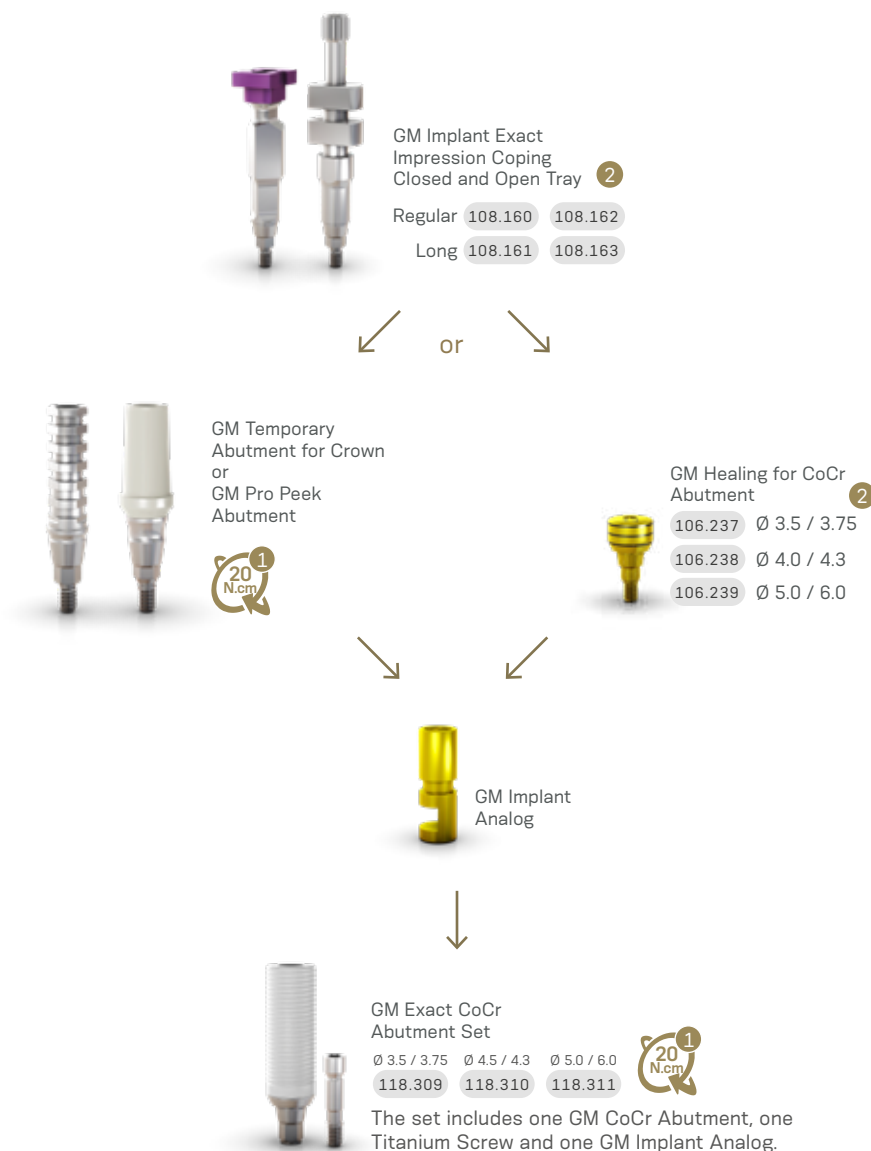 GM Implant Exact
Impression Coping
Closed and Open Tray 2
Regular 108.160 108.162
Long 108.161 108.163
or
GM Temporary
Abutment for Crown
or
GM Pro Peek
Abutment
20 N.cm 1
GM Healing for CoCr
Abutment 2
106.237 Ø 3.5 / 3.75
106.238 Ø 4.0 / 4.3
106.239 Ø 5.0 / 6.0
GM Implant
Analog
GM Exact CoCr
Abutment Set
Ø 3.5 / 3.75 Ø 4.5 / 4.3 Ø 5.0 / 6.0
118.309 118.310 118.311
20 N.cm 1
The set includes one GM CoCr Abutment, one
Titanium Screw and one GM Implant Analog.